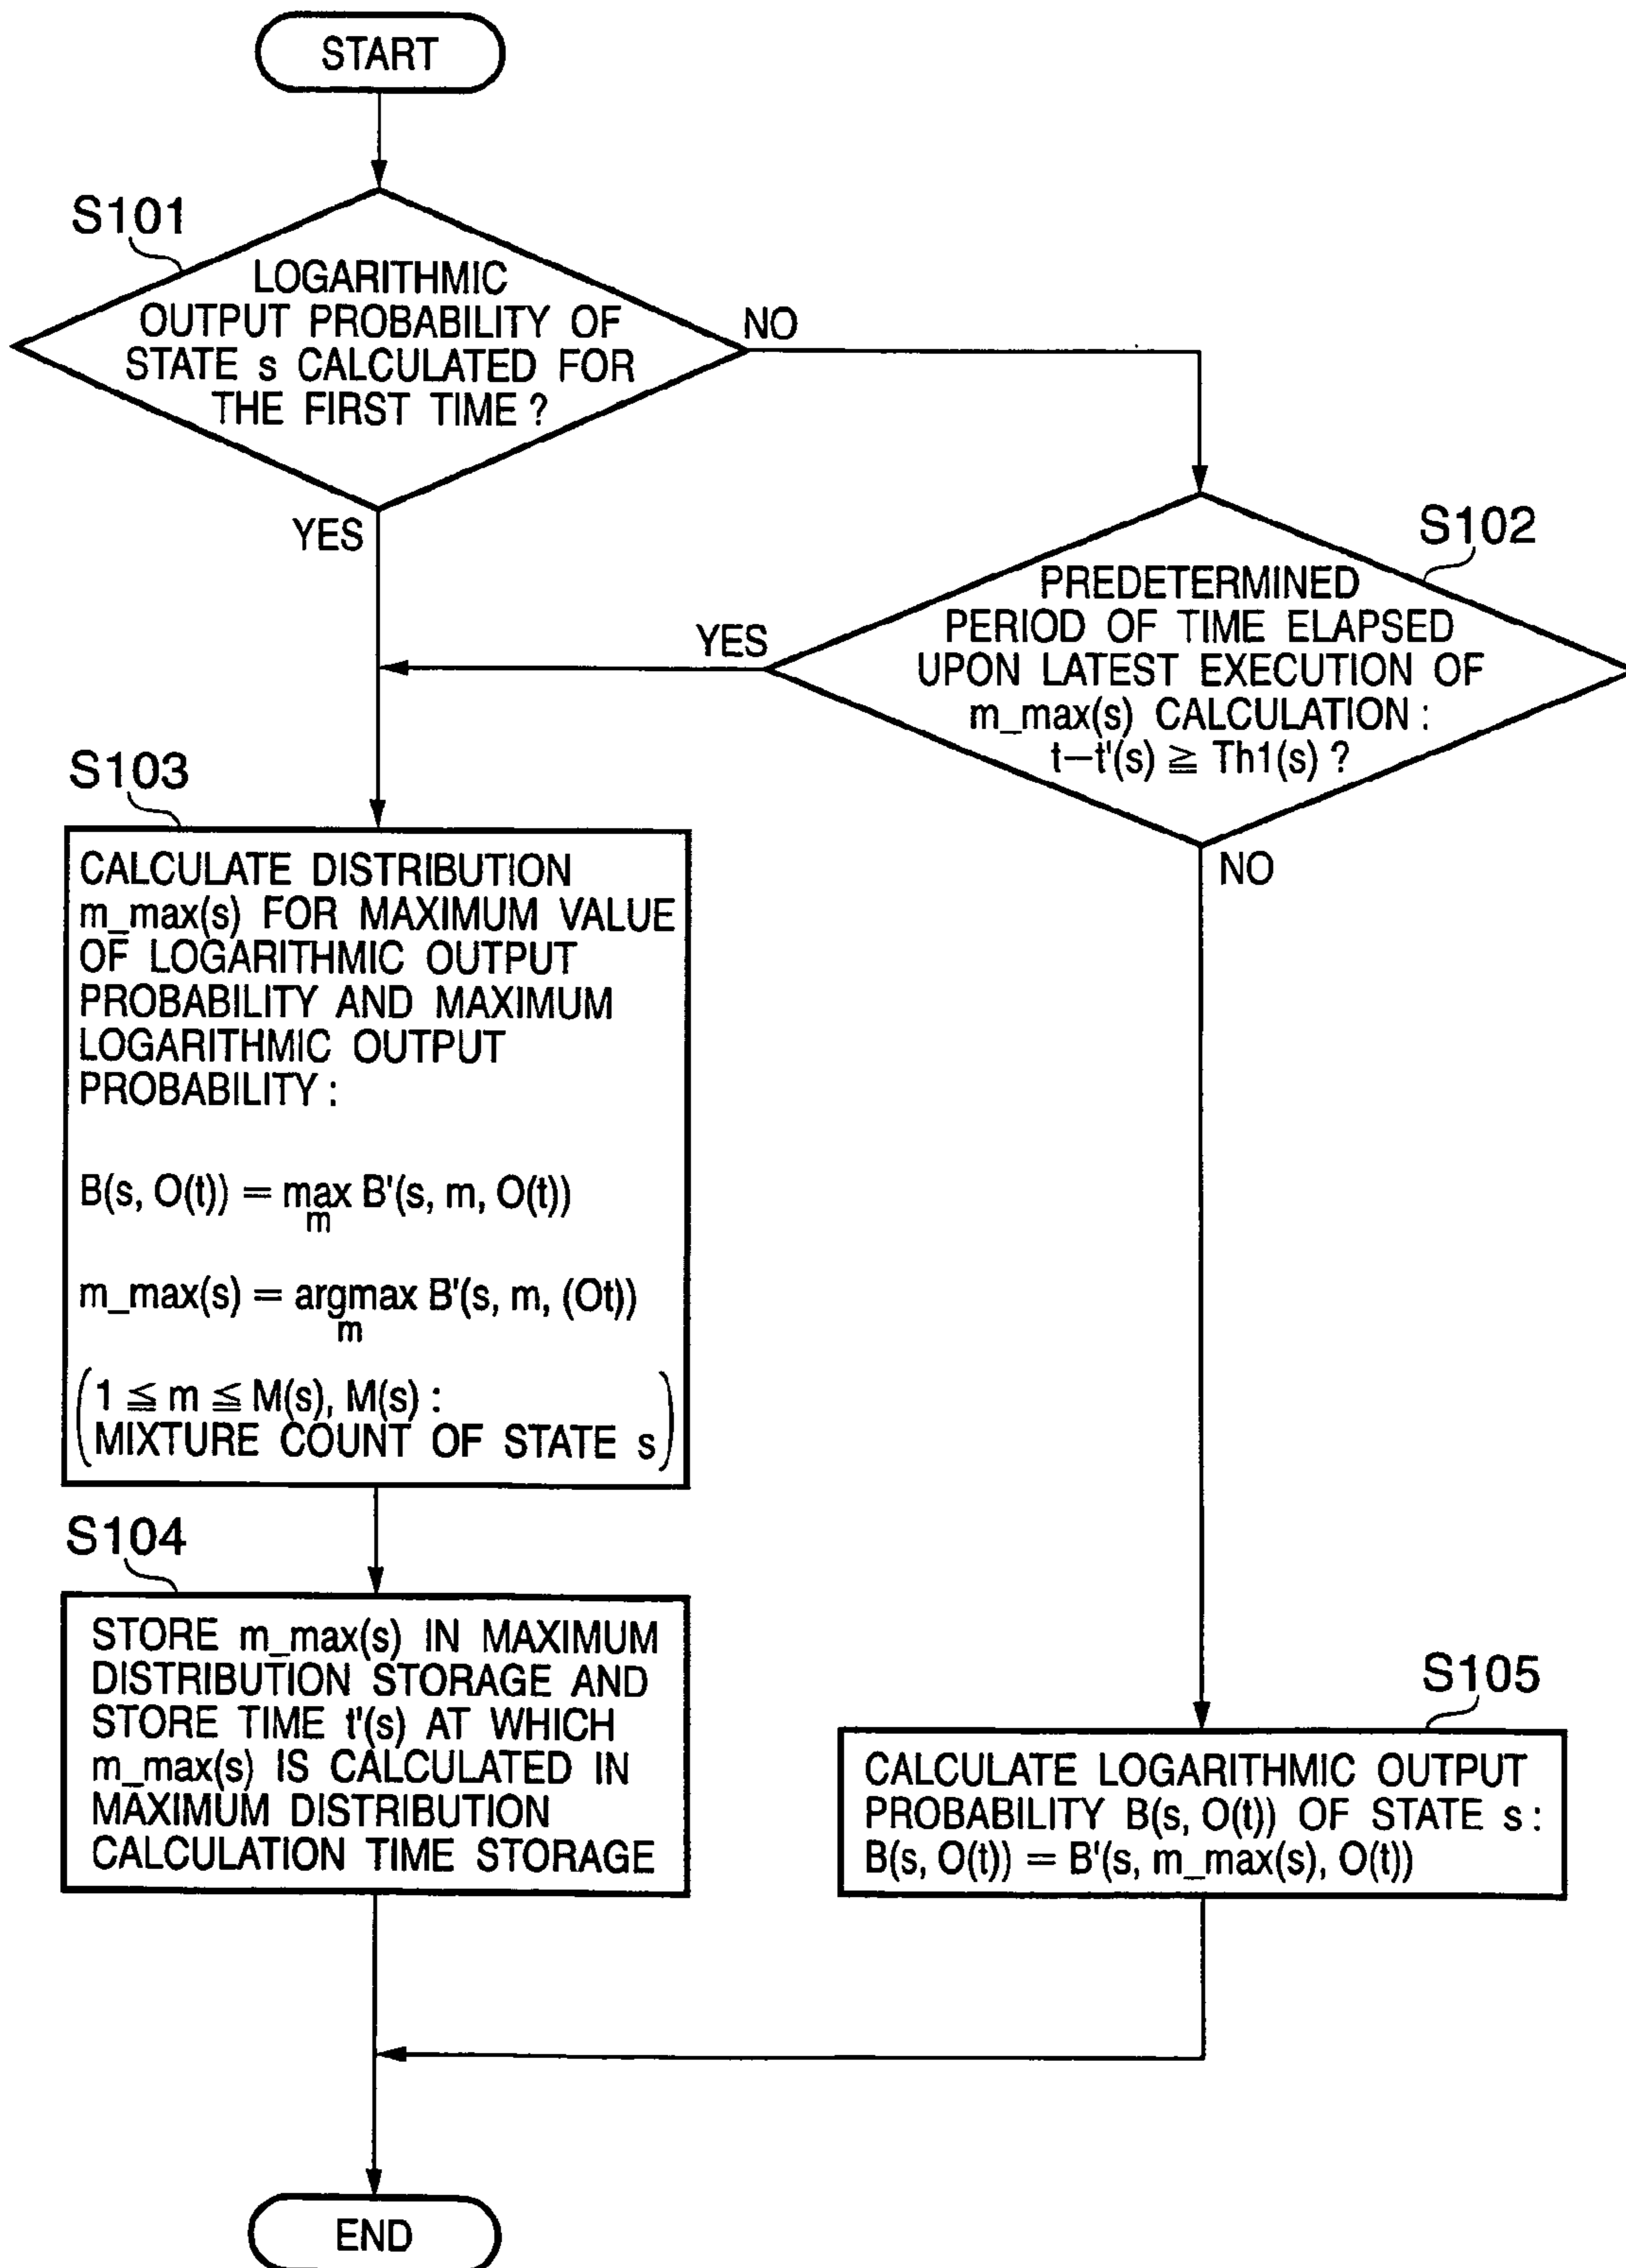 START
S101
LOGARITHMIC
OUTPUT PROBABILITY OF
STATE s CALCULATED FOR
THE FIRST TIME ?
NO
YES
S102
PREDETERMINED
PERIOD OF TIME ELAPSED
UPON LATEST EXECUTION OF
m_max(s) CALCULATION :
t−t'(s) ≧ Th1(s) ?
YES
NO
S103
CALCULATE DISTRIBUTION
m_max(s) FOR MAXIMUM VALUE
OF LOGARITHMIC OUTPUT
PROBABILITY AND MAXIMUM
LOGARITHMIC OUTPUT
PROBABILITY :
B(s, O(t)) = max B'(s, m, O(t))
m
m_max(s) = argmax B'(s, m, (Ot))
m
(1 ≦ m ≦ M(s), M(s) :
MIXTURE COUNT OF STATE s)
S104
STORE m_max(s) IN MAXIMUM
DISTRIBUTION STORAGE AND
STORE TIME t'(s) AT WHICH
m_max(s) IS CALCULATED IN
MAXIMUM DISTRIBUTION
CALCULATION TIME STORAGE
S105
CALCULATE LOGARITHMIC OUTPUT
PROBABILITY B(s, O(t)) OF STATE s :
B(s, O(t)) = B'(s, m_max(s), O(t))
END